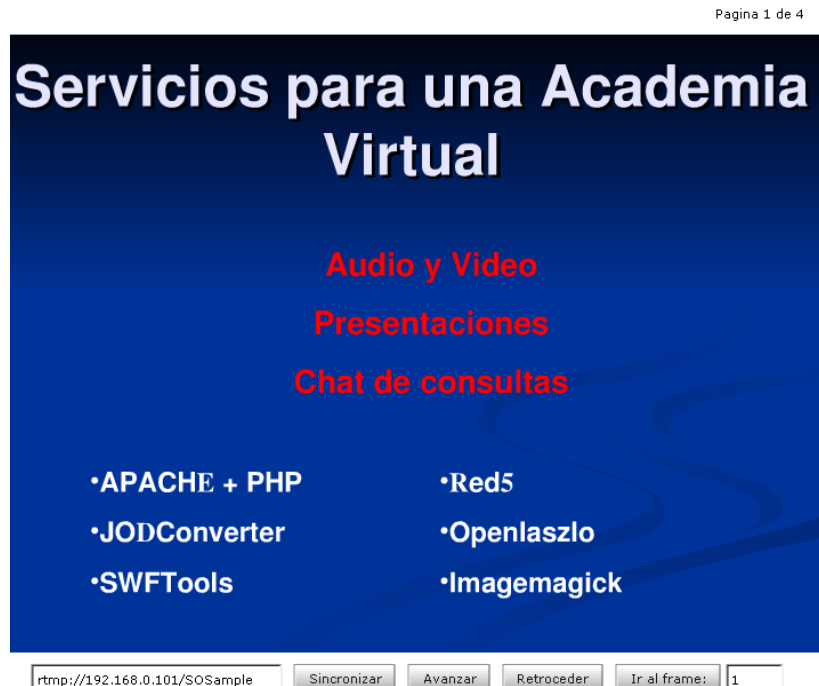 Pagina 1 de 4
Servicios para una Academia
Virtual
Audio y Video
Presentaciones
Chat de consultas
•APACHE + PHP
•JODConverter
•SWFTools
•Red5
•Openlaszlo
•Imagemagick
rtmp://192.168.0.101/SOSample Sincronizar Avanzar Retroceder Ir al frame: 1